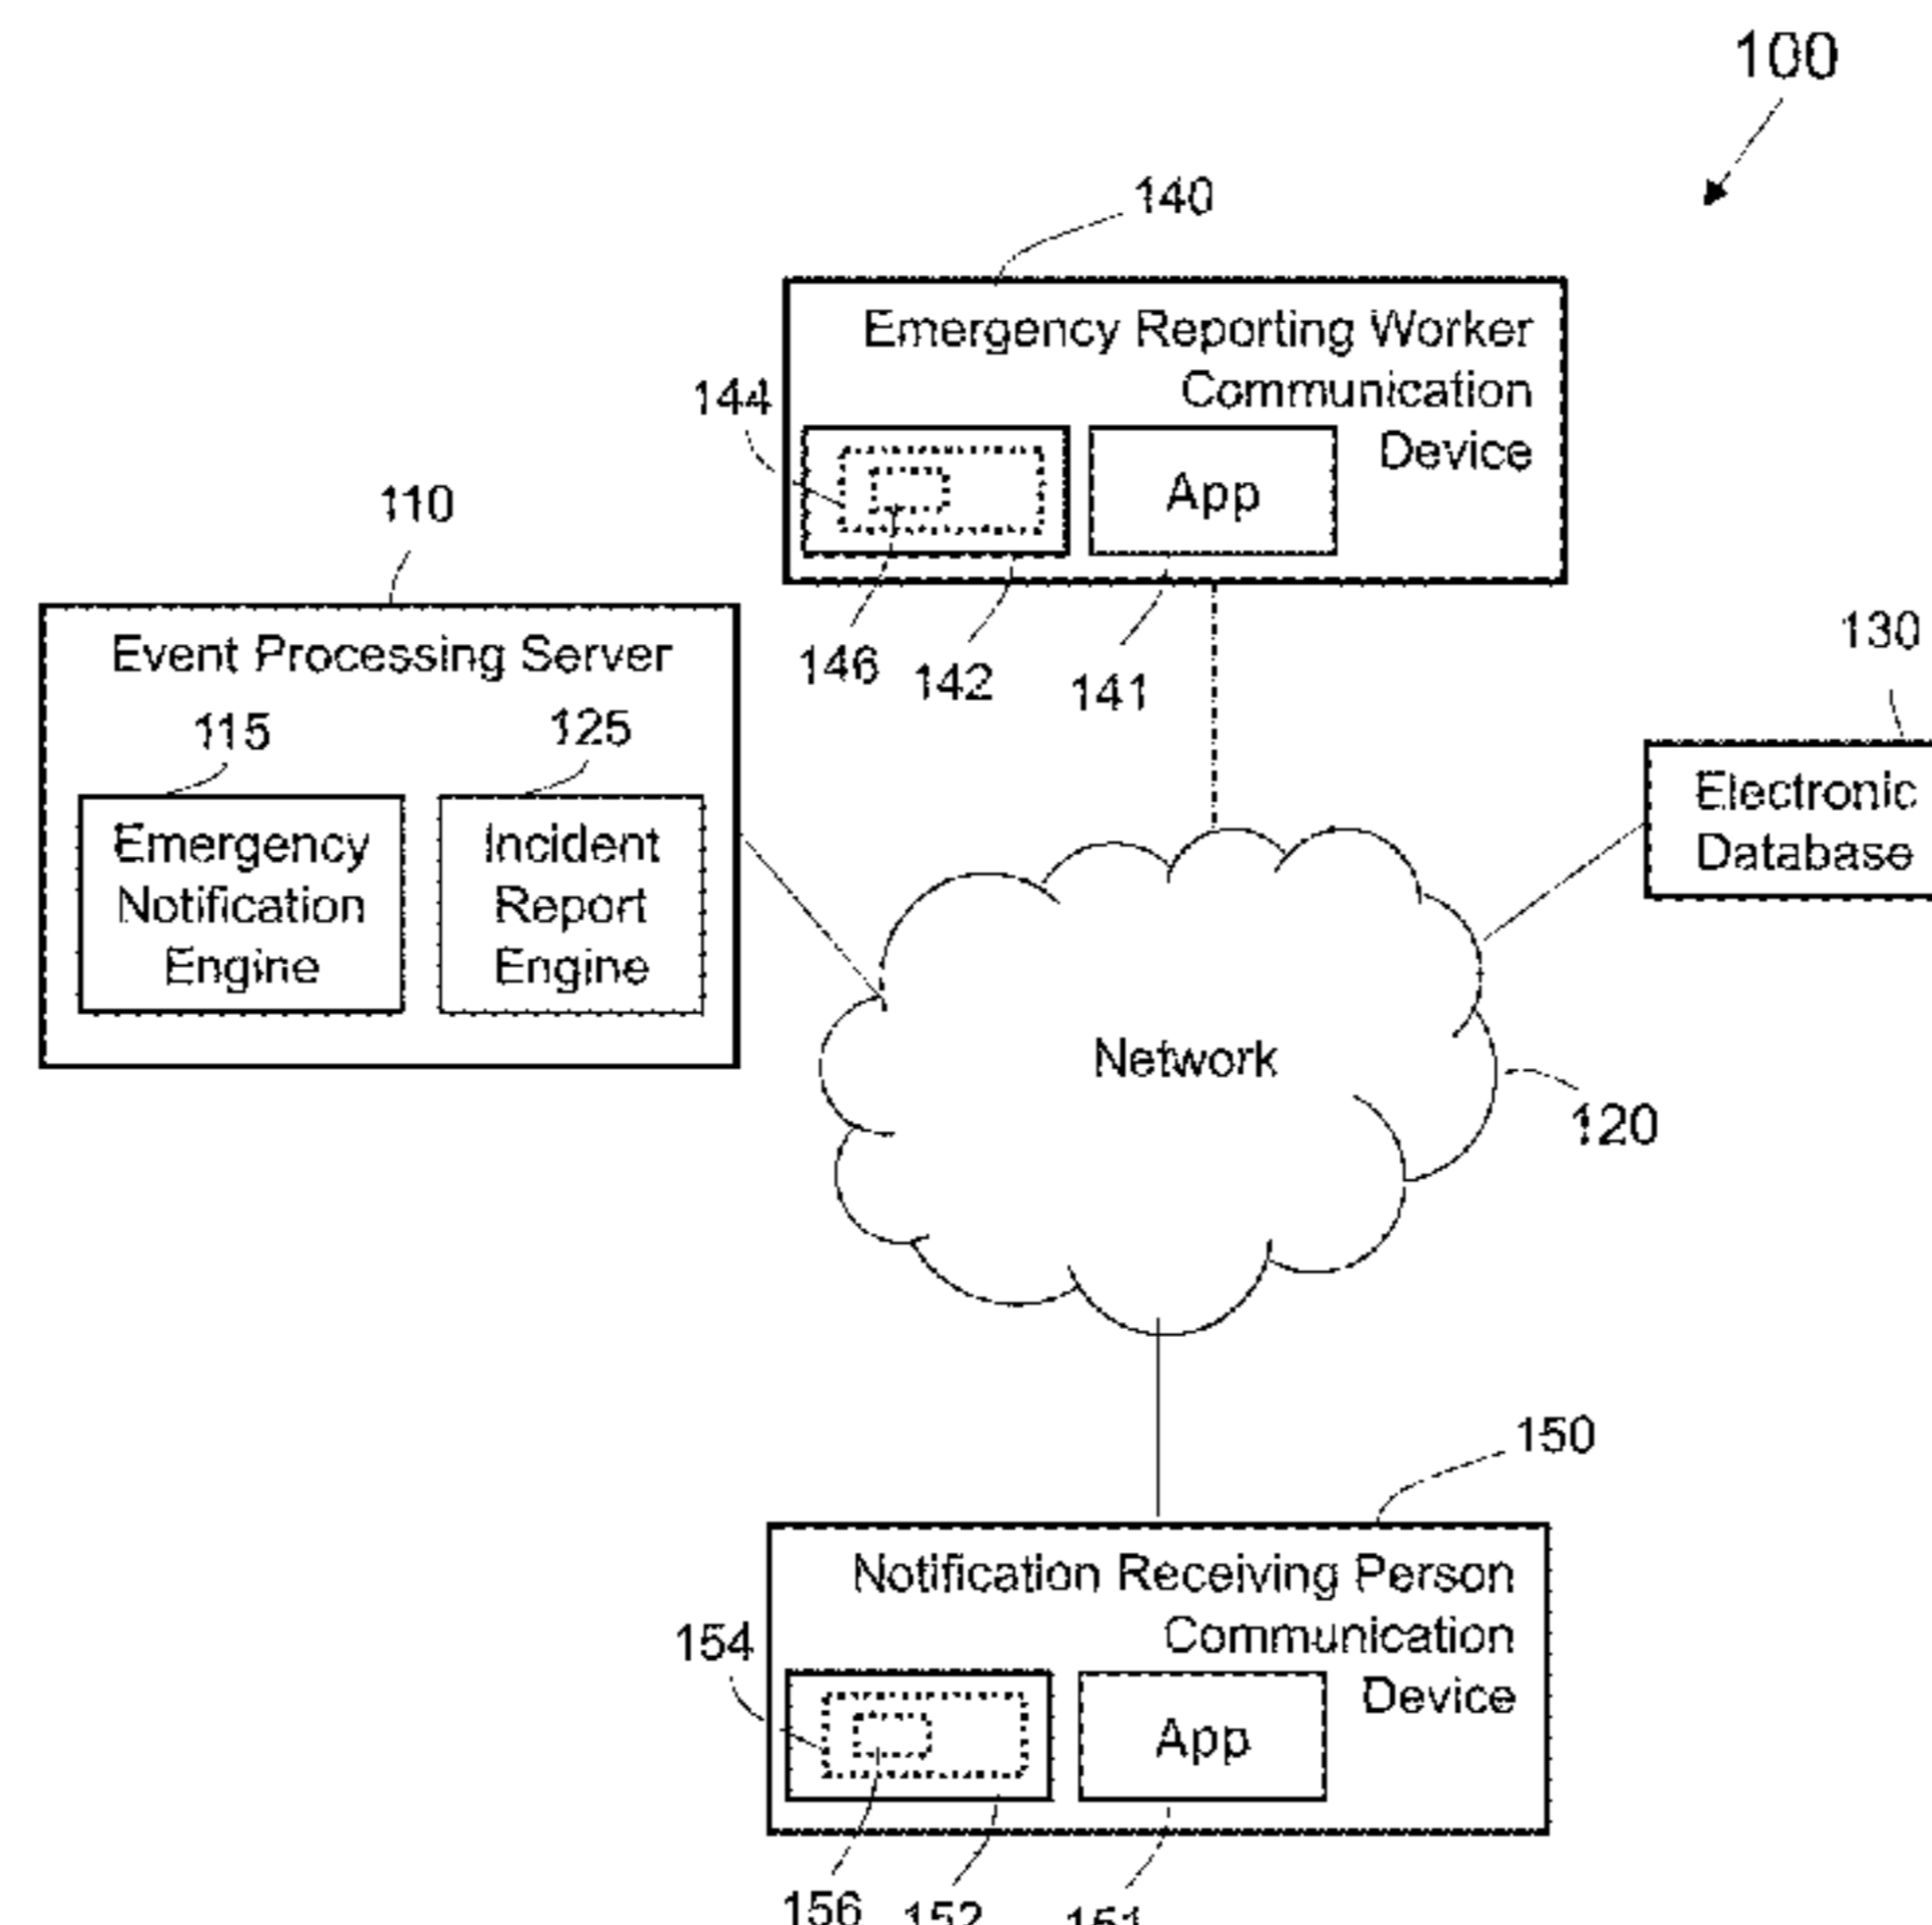 100
140
Emergency Reporting Worker
Communication
Device
144
App
110
146
142
141
130
Event Processing Server
115
125
Electronic
Database
Emergency
Notification
Engine
Incident
Report
Engine
Network
120
150
Notification Receiving Person
Communication
Device
154
App
156
152
151